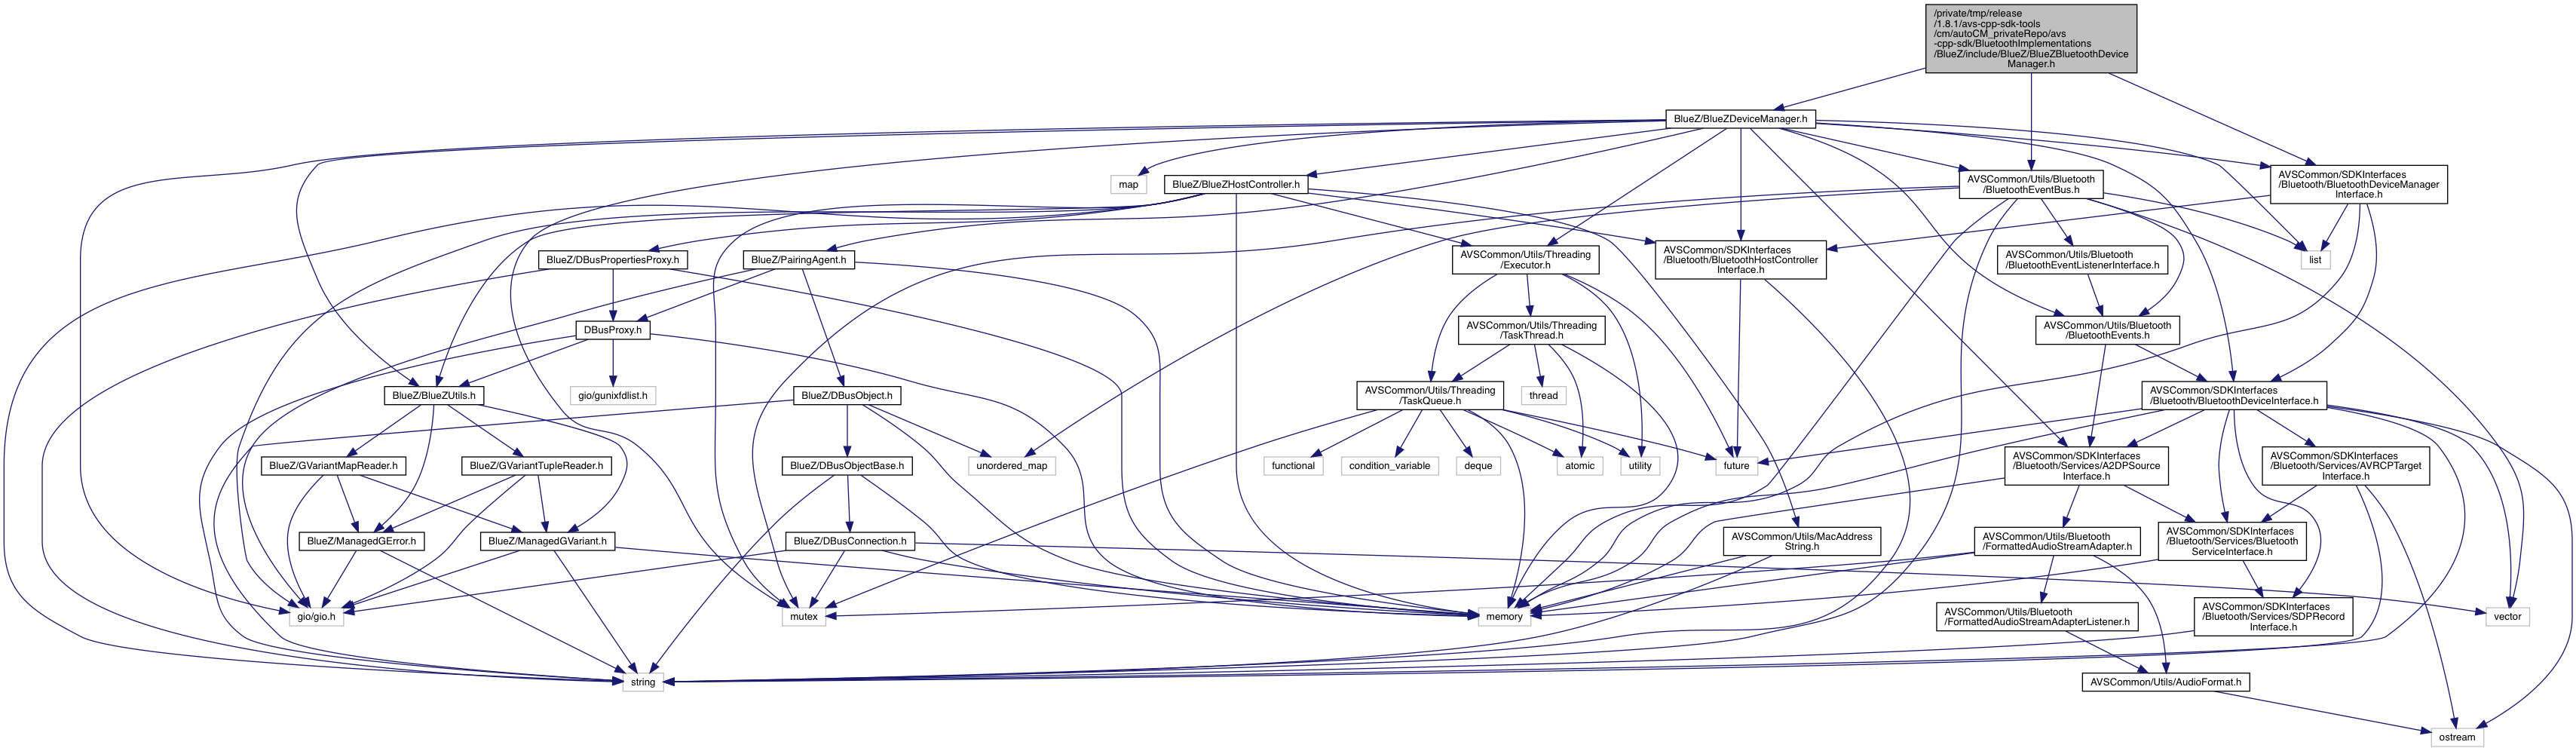 /private/tmp/release
/1.8.1/avs-cpp-sdk-tools
/cm/autoCM_privateRepo/avs
-cpp-sdk/BluetoothImplementations
/BlueZ/include/BlueZ/BlueZBluetoothDevice
Manager.h
BlueZ/BlueZDeviceManager.h
map
BlueZ/BlueZHostController.h
AVSCommon/Utils/Bluetooth
/BluetoothEventBus.h
AVSCommon/SDKInterfaces
/Bluetooth/BluetoothDeviceManager
Interface.h
BlueZ/DBusPropertiesProxy.h
BlueZ/PairingAgent.h
AVSCommon/SDKInterfaces
/Bluetooth/BluetoothHostController
Interface.h
AVSCommon/Utils/Threading
/Executor.h
AVSCommon/Utils/Bluetooth
/BluetoothEventListenerInterface.h
list
DBusProxy.h
AVSCommon/Utils/Threading
/TaskThread.h
AVSCommon/Utils/Bluetooth
/BluetoothEvents.h
BlueZ/BlueZUtils.h
gio/gunixfdlist.h
BlueZ/DBusObject.h
AVSCommon/Utils/Threading
/TaskQueue.h
thread
AVSCommon/SDKInterfaces
/Bluetooth/BluetoothDeviceInterface.h
BlueZ/GVariantMapReader.h
BlueZ/GVariantTupleReader.h
BlueZ/DBusObjectBase.h
unordered_map
functional
condition_variable
deque
atomic
utility
future
AVSCommon/SDKInterfaces
/Bluetooth/Services/A2DPSource
Interface.h
AVSCommon/SDKInterfaces
/Bluetooth/Services/AVRCPTarget
Interface.h
BlueZ/ManagedGError.h
BlueZ/ManagedGVariant.h
BlueZ/DBusConnection.h
AVSCommon/Utils/MacAddress
String.h
AVSCommon/Utils/Bluetooth
/FormattedAudioStreamAdapter.h
AVSCommon/SDKInterfaces
/Bluetooth/Services/Bluetooth
ServiceInterface.h
gio/gio.h
mutex
memory
AVSCommon/Utils/Bluetooth
/FormattedAudioStreamAdapterListener.h
AVSCommon/SDKInterfaces
/Bluetooth/Services/SDPRecord
Interface.h
vector
string
AVSCommon/Utils/AudioFormat.h
ostream